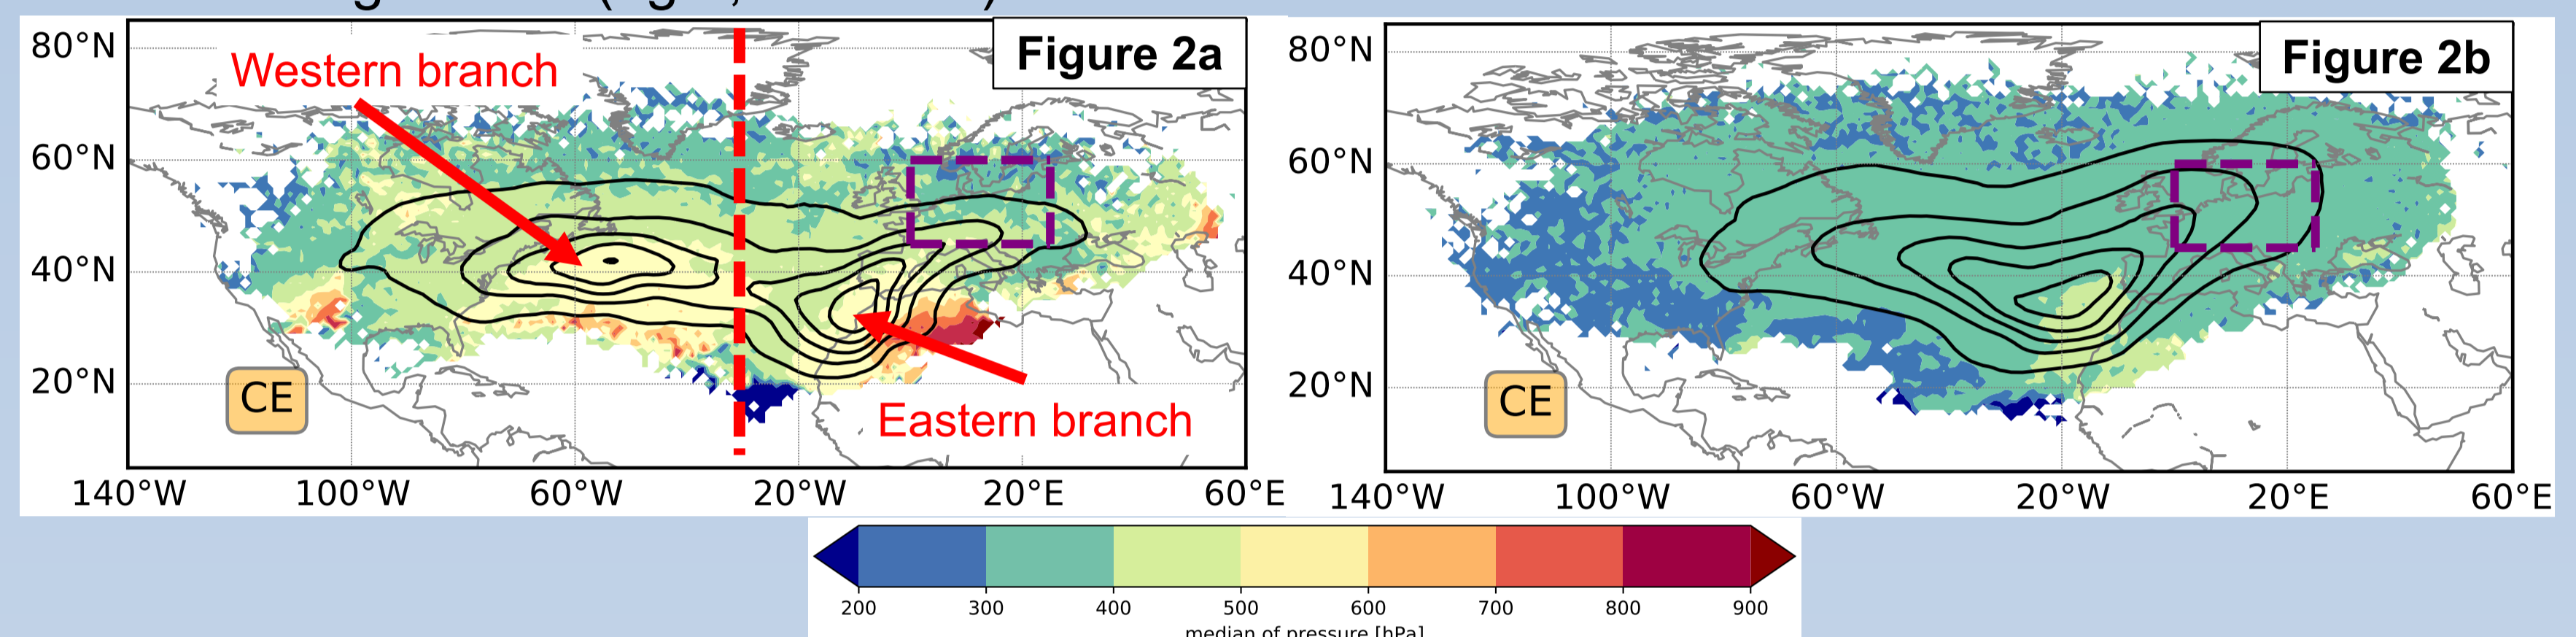 Figure 2a
Western branch
80°N
60°N
40°N
20°N
CE
Eastern branch
140°W 100°W 60°W 20°W 20°E 60°E
Figure 2b
80°N
60°N
40°N
20°N
CE
140°W 100°W 60°W 20°W 20°E 60°E
200 300 400 500 600 700 800 900
median of pressure [hPa]